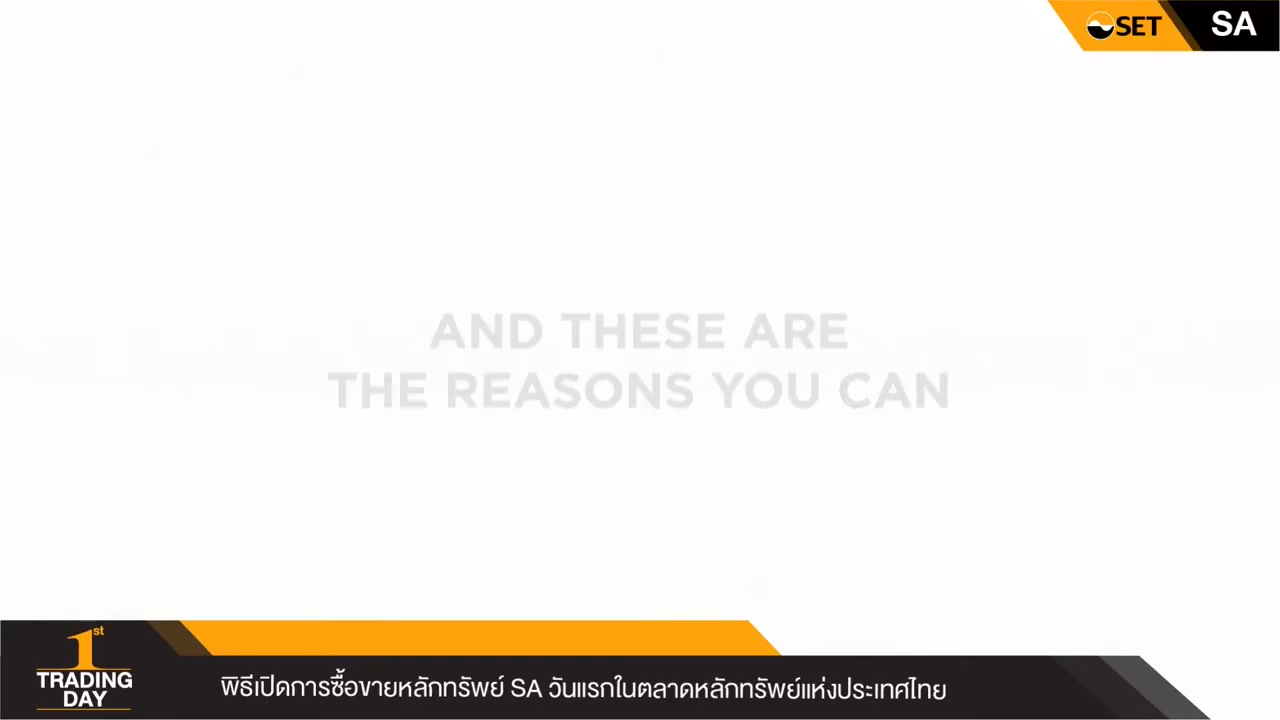 SET
SA
AND THESE ARE
THE REASONS YOU CAN
1st
TRADING
DAY
พิธีเปิดการซื้อขายหลักทรัพย์ SA วันแรกในตลาดหลักทรัพย์แห่งประเทศไทย